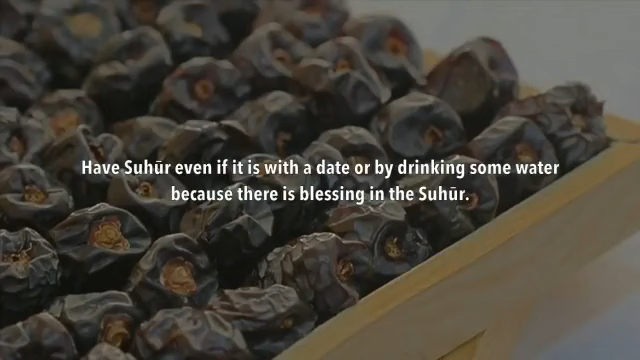 Have Suhūr even if it is with a date or by drinking some water
because there is blessing in the Suhūr.